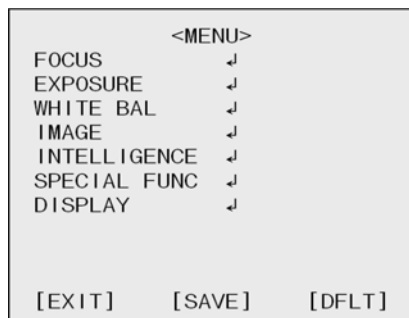 <MENU>
FOCUS ↲
EXPOSURE ↲
WHITE BAL ↲
IMAGE ↲
INTELLIGENCE ↲
SPECIAL FUNC ↲
DISPLAY ↲
[EXIT] [SAVE] [DFLT]